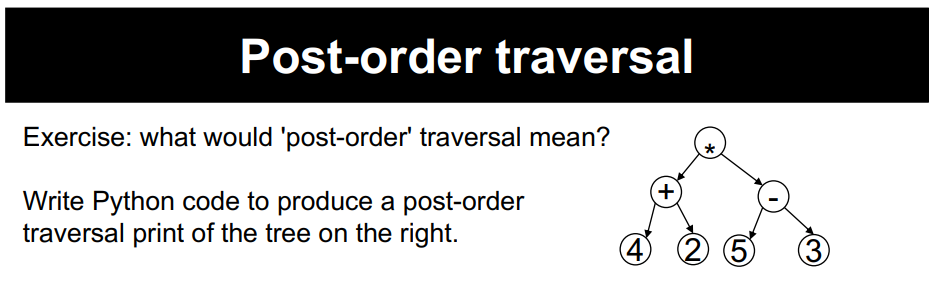 Post-order traversal
Exercise: what would 'post-order' traversal mean?
Write Python code to produce a post-order
traversal print of the tree on the right.
*
+ -
4 2 5 3